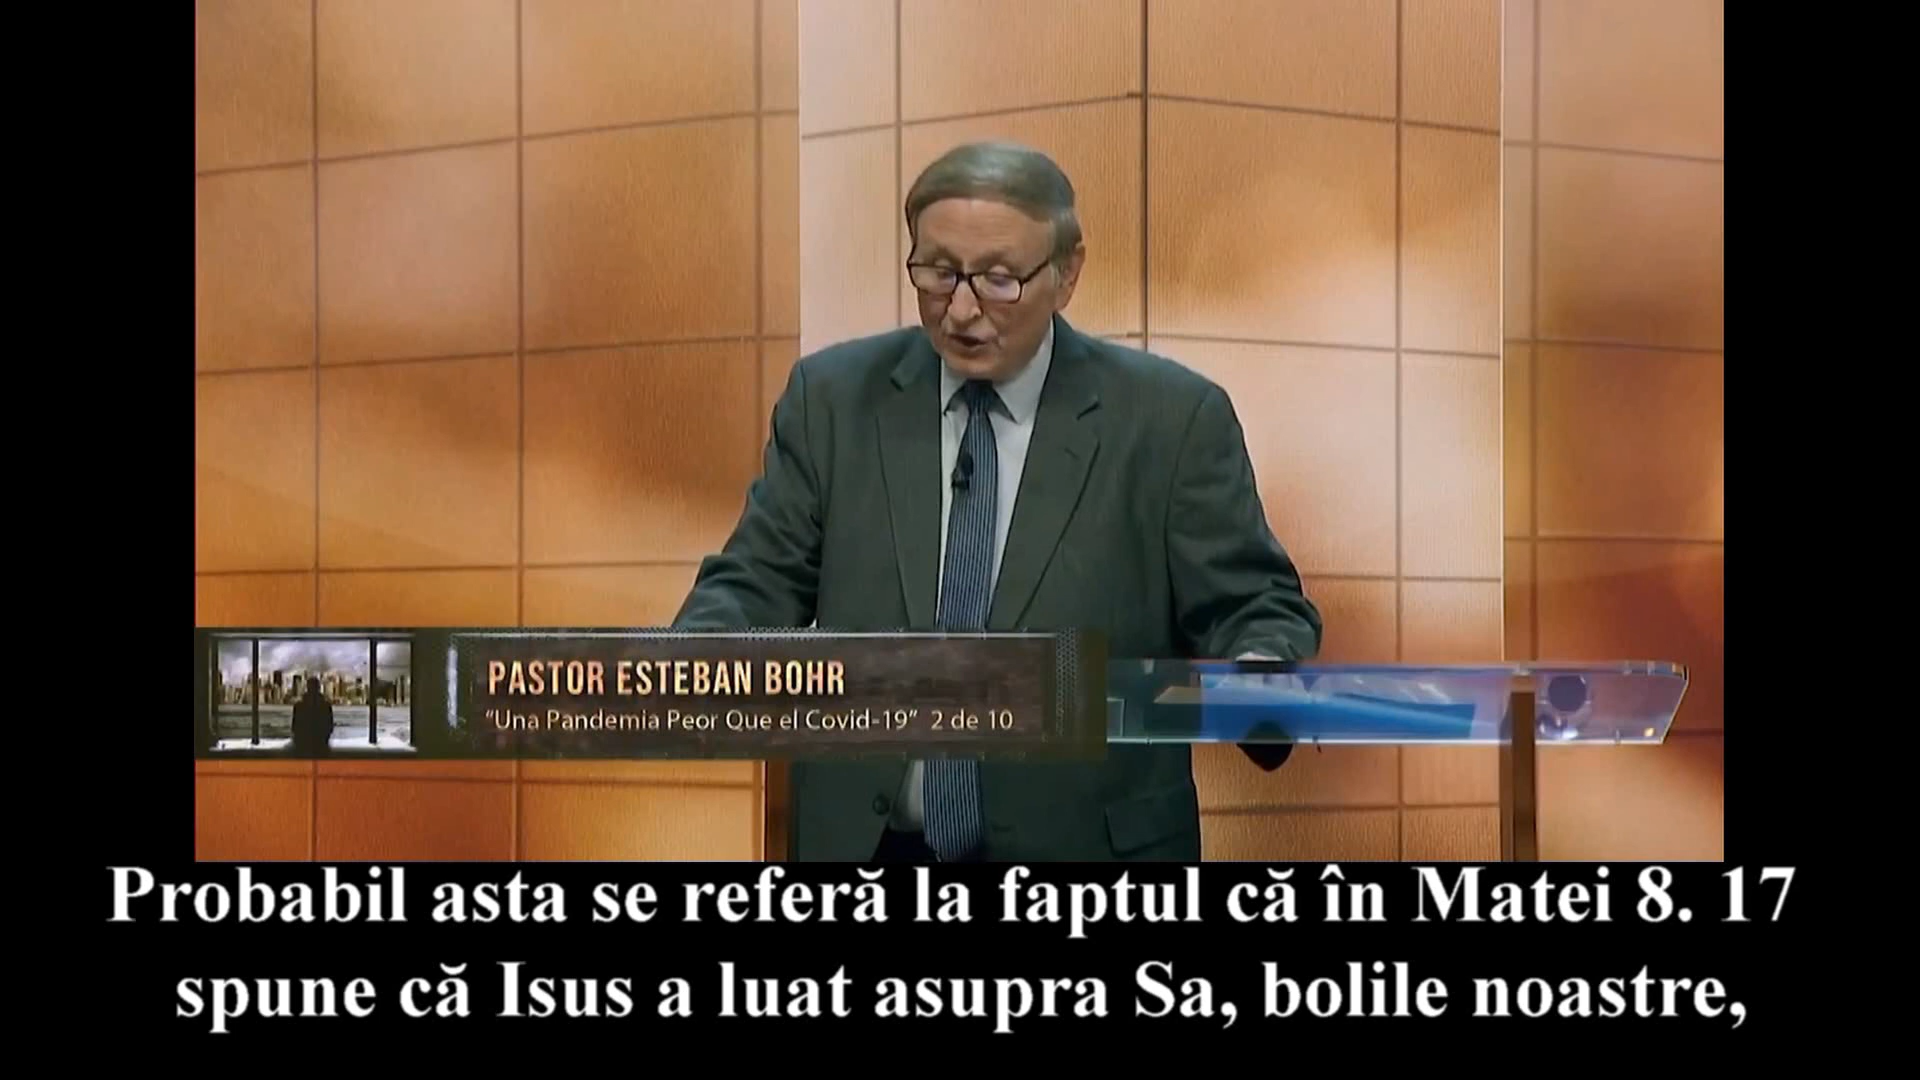 PASTOR ESTEBAN BOHR
“Una Pandemia Peor Que el Covid-19” 2 de 10
Probabil asta se referă la faptul că în Matei 8. 17
spune că Isus a luat asupra Sa, bolile noastre,